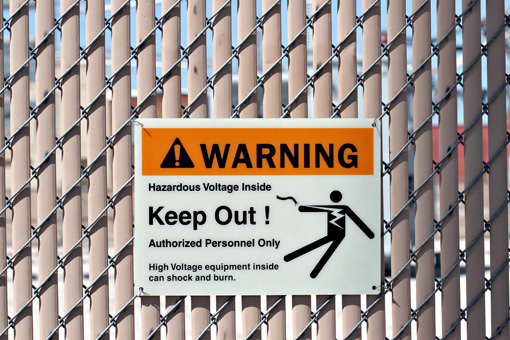 WARNING
Hazardous Voltage Inside
Keep Out !
Authorized Personnel Only
High Voltage equipment inside
can shock and burn.